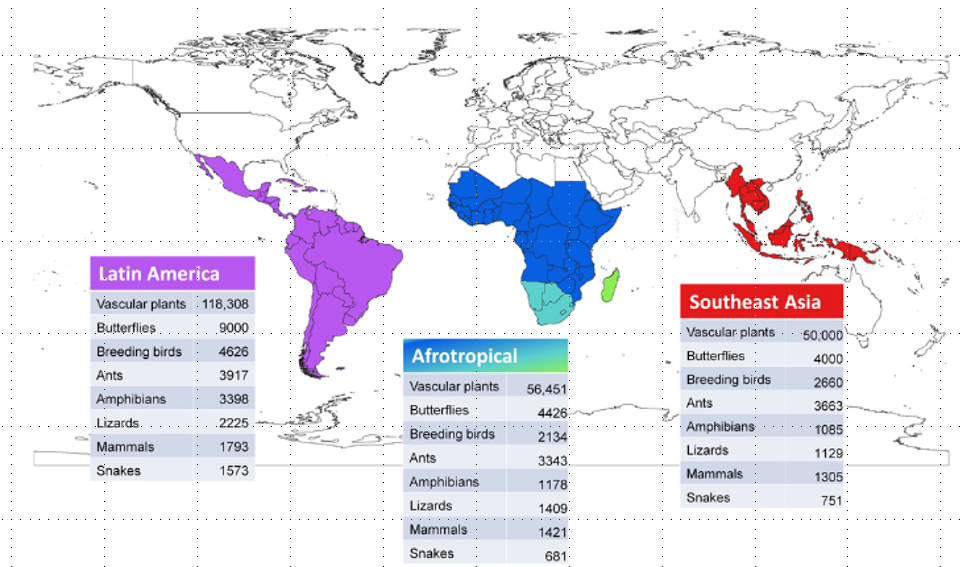 Latin America
Vascular plants 118,308
Butterflies 9000
Breeding birds 4626
Ants 3917
Amphibians 3398
Lizards 2225
Mammals 1793
Snakes 1573
Afrotropical
Vascular plants 56,451
Butterflies 4426
Breeding birds 2134
Ants 3343
Amphibians 1178
Lizards 1409
Mammals 1421
Snakes 681
Southeast Asia
Vascular plants 50,000
Butterflies 4000
Breeding birds 2660
Ants 3663
Amphibians 1085
Lizards 1129
Mammals 1305
Snakes 751